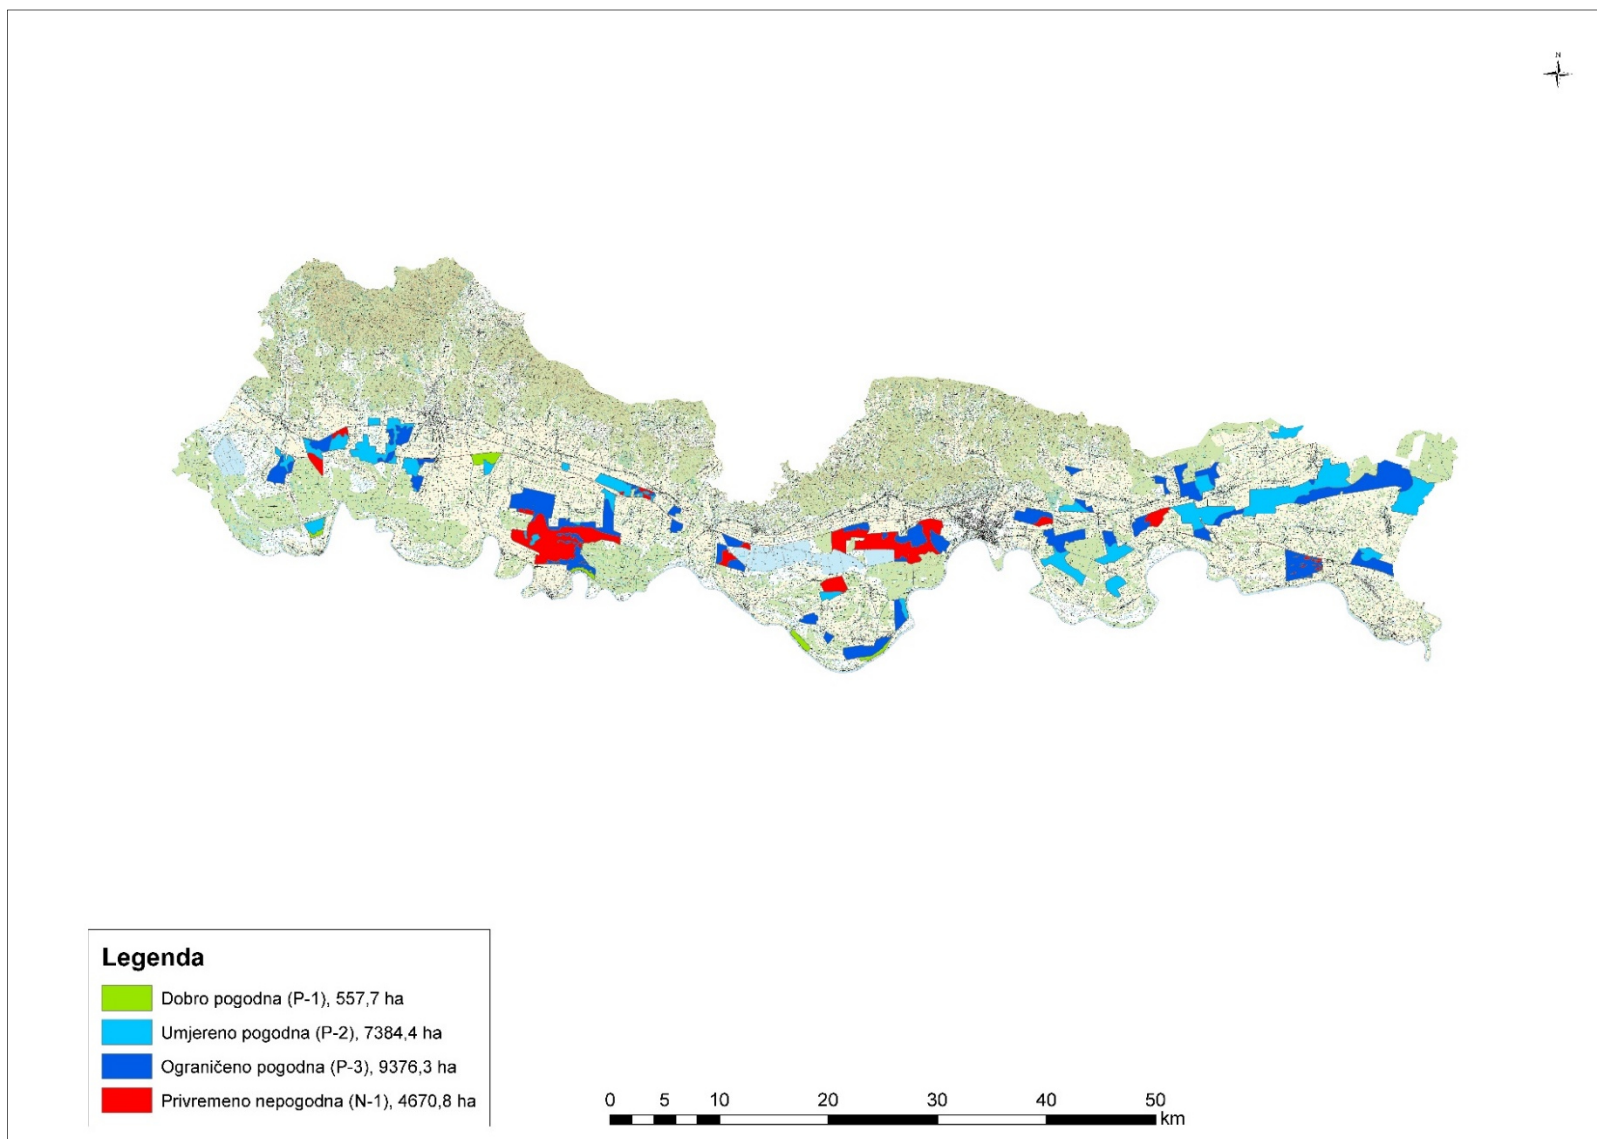 N
Legenda
Dobro pogodna (P-1), 557,7 ha
Umjereno pogodna (P-2), 7384,4 ha
Ograničeno pogodna (P-3), 9376,3 ha
Privremeno nepogodna (N-1), 4670,8 ha
0 5 10 20 30 40 50
km